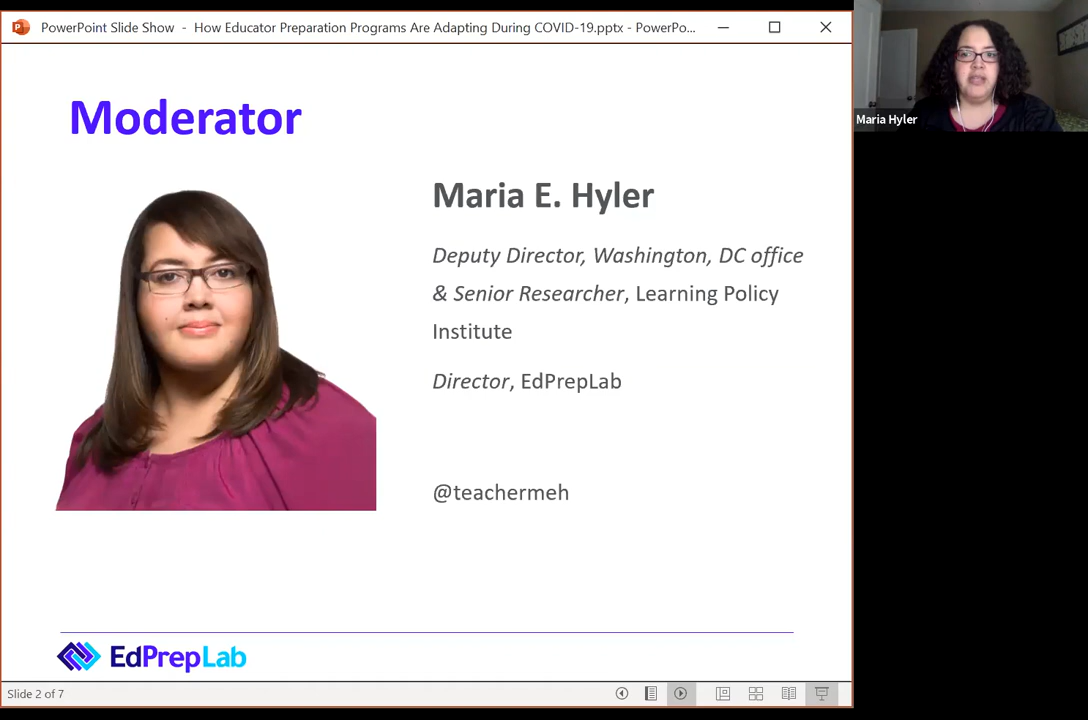 PowerPoint Slide Show - How Educator Preparation Programs Are Adapting During COVID-19.pptx - PowerPo...
Moderator
Maria E. Hyler
Deputy Director, Washington, DC office
& Senior Researcher, Learning Policy
Institute
Director, EdPrepLab
@teachermeh
EdPrepLab
Slide 2 of 7
Maria Hyler